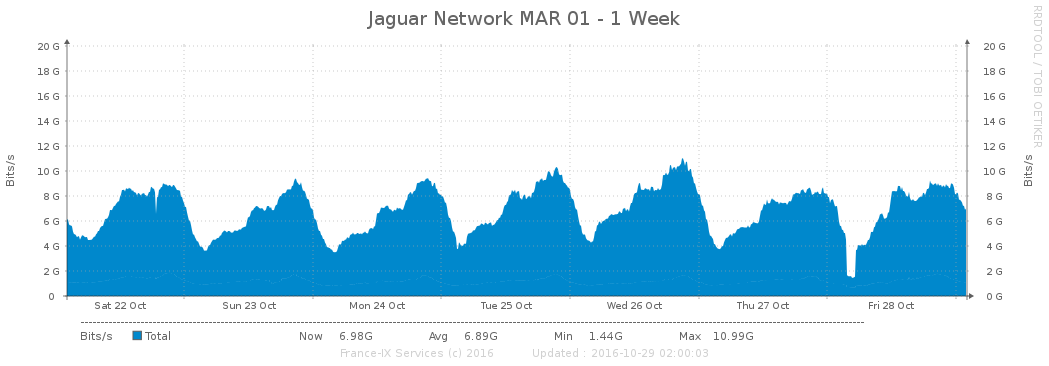 Jaguar Network MAR 01 - 1 Week
RRDTOOL / TOBI OETIKER
Bits/s
Bits/s
20 G 20 G
18 G 18 G
16 G 16 G
14 G 14 G
12 G 12 G
10 G 10 G
8 G 8 G
6 G 6 G
4 G 4 G
2 G 2 G
0 0 G
Sat 22 Oct Sun 23 Oct Mon 24 Oct Tue 25 Oct Wed 26 Oct Thu 27 Oct Fri 28 Oct
Bits/s Total Now 6.98G Avg 6.89G Min 1.44G Max 10.99G
France-IX Services (c) 2016 Updated : 2016-10-29 02:00:03